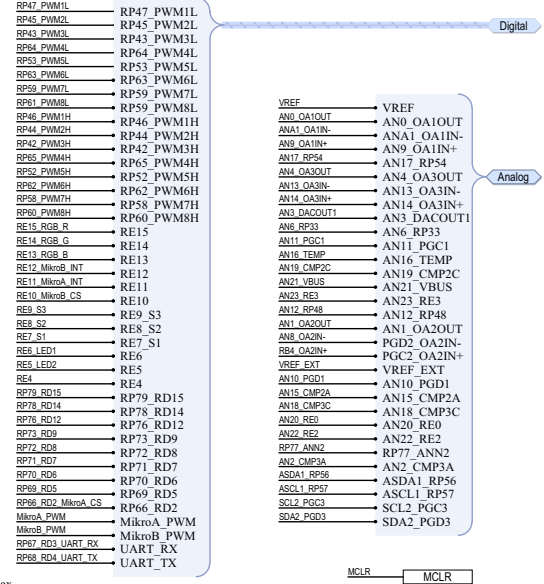 RP47_PWM1L RP47_PWM1L
RP45_PWM2L RP45_PWM2L
RP43_PWM3L RP43_PWM3L
RP64_PWM4L RP64_PWM4L
RP53_PWM5L RP53_PWM5L
RP63_PWM6L RP63_PWM6L
RP59_PWM7L RP59_PWM7L
RP61_PWM8L RP59_PWM8L
RP46_PWM1H RP46_PWM1H
RP44_PWM2H RP44_PWM2H
RP42_PWM3H RP42_PWM3H
RP65_PWM4H RP65_PWM4H
RP52_PWM5H RP52_PWM5H
RP62_PWM6H RP62_PWM6H
RP58_PWM7H RP58_PWM7H
RP60_PWM8H RP60_PWM8H
RE15_RGB_R RE15
RE14_RGB_G RE14
RE13_RGB_B RE13
RE12_MikroB_INT RE12
RE11_MikroA_INT RE11
RE10_MikroB_CS RE10
RE9_S3 RE9_S3
RE8_S2 RE8_S2
RE7_S1 RE7_S1
RE6_LED1 RE6
RE5_LED2 RE5
RE4 RE4
RP79_RD15 RP79_RD15
RP78_RD14 RP78_RD14
RP76_RD12 RP76_RD12
RP73_RD9 RP73_RD9
RP72_RD8 RP72_RD8
RP71_RD7 RP71_RD7
RP70_RD6 RP70_RD6
RP69_RD5 RP69_RD5
RP66_RD2_MikroA_CS RP66_RD2
MikroA_PWM MikroA_PWM
MikroB_PWM MikroB_PWM
RP67_RD3_UART_RX UART_RX
RP68_RD4_UART_TX UART_TX
Digital
VREF VREF
AN0_OA1OUT AN0_OA1OUT
ANA1_OA1IN- ANA1_OA1IN-
AN9_OA1IN+ AN9_OA1IN+
AN17_RP54 AN17_RP54
AN4_OA3OUT AN4_OA3OUT
AN13_OA3IN- AN13_OA3IN-
AN14_OA3IN+ AN14_OA3IN+
AN3_DACOUT1 AN3_DACOUT1
AN6_RP33 AN6_RP33
AN11_PGC1 AN11_PGC1
AN16_TEMP AN16_TEMP
AN19_CMP2C AN19_CMP2C
AN21_VBUS AN21_VBUS
AN23_RE3 AN23_RE3
AN12_RP48 AN12_RP48
AN1_OA2OUT AN1_OA2OUT
AN8_OA2IN- PGD2_OA2IN-
RB4_OA2IN+ PGC2_OA2IN+
VREF_EXT VREF_EXT
AN10_PGD1 AN10_PGD1
AN15_CMP2A AN15_CMP2A
AN18_CMP3C AN18_CMP3C
AN20_RE0 AN20_RE0
AN22_RE2 AN22_RE2
RP77_ANN2 RP77_ANN2
AN2_CMP3A AN2_CMP3A
ASDA1_RP56 ASDA1_RP56
ASCL1_RP57 ASCL1_RP57
SCL2_PGC3 SCL2_PGC3
SDA2_PGD3 SDA2_PGD3
Analog
MCLR MCLR